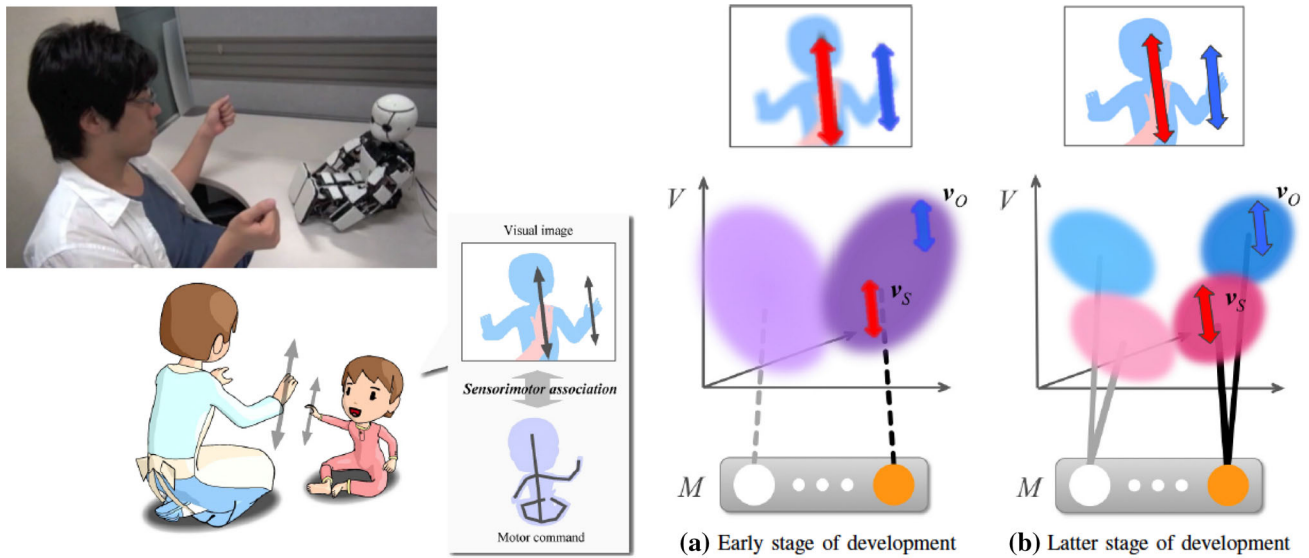 Visual image
Sensorimotor association
Motor command
V
v_O
v_S
M
(a) Early stage of development
V
v_O
v_S
M
(b) Latter stage of development